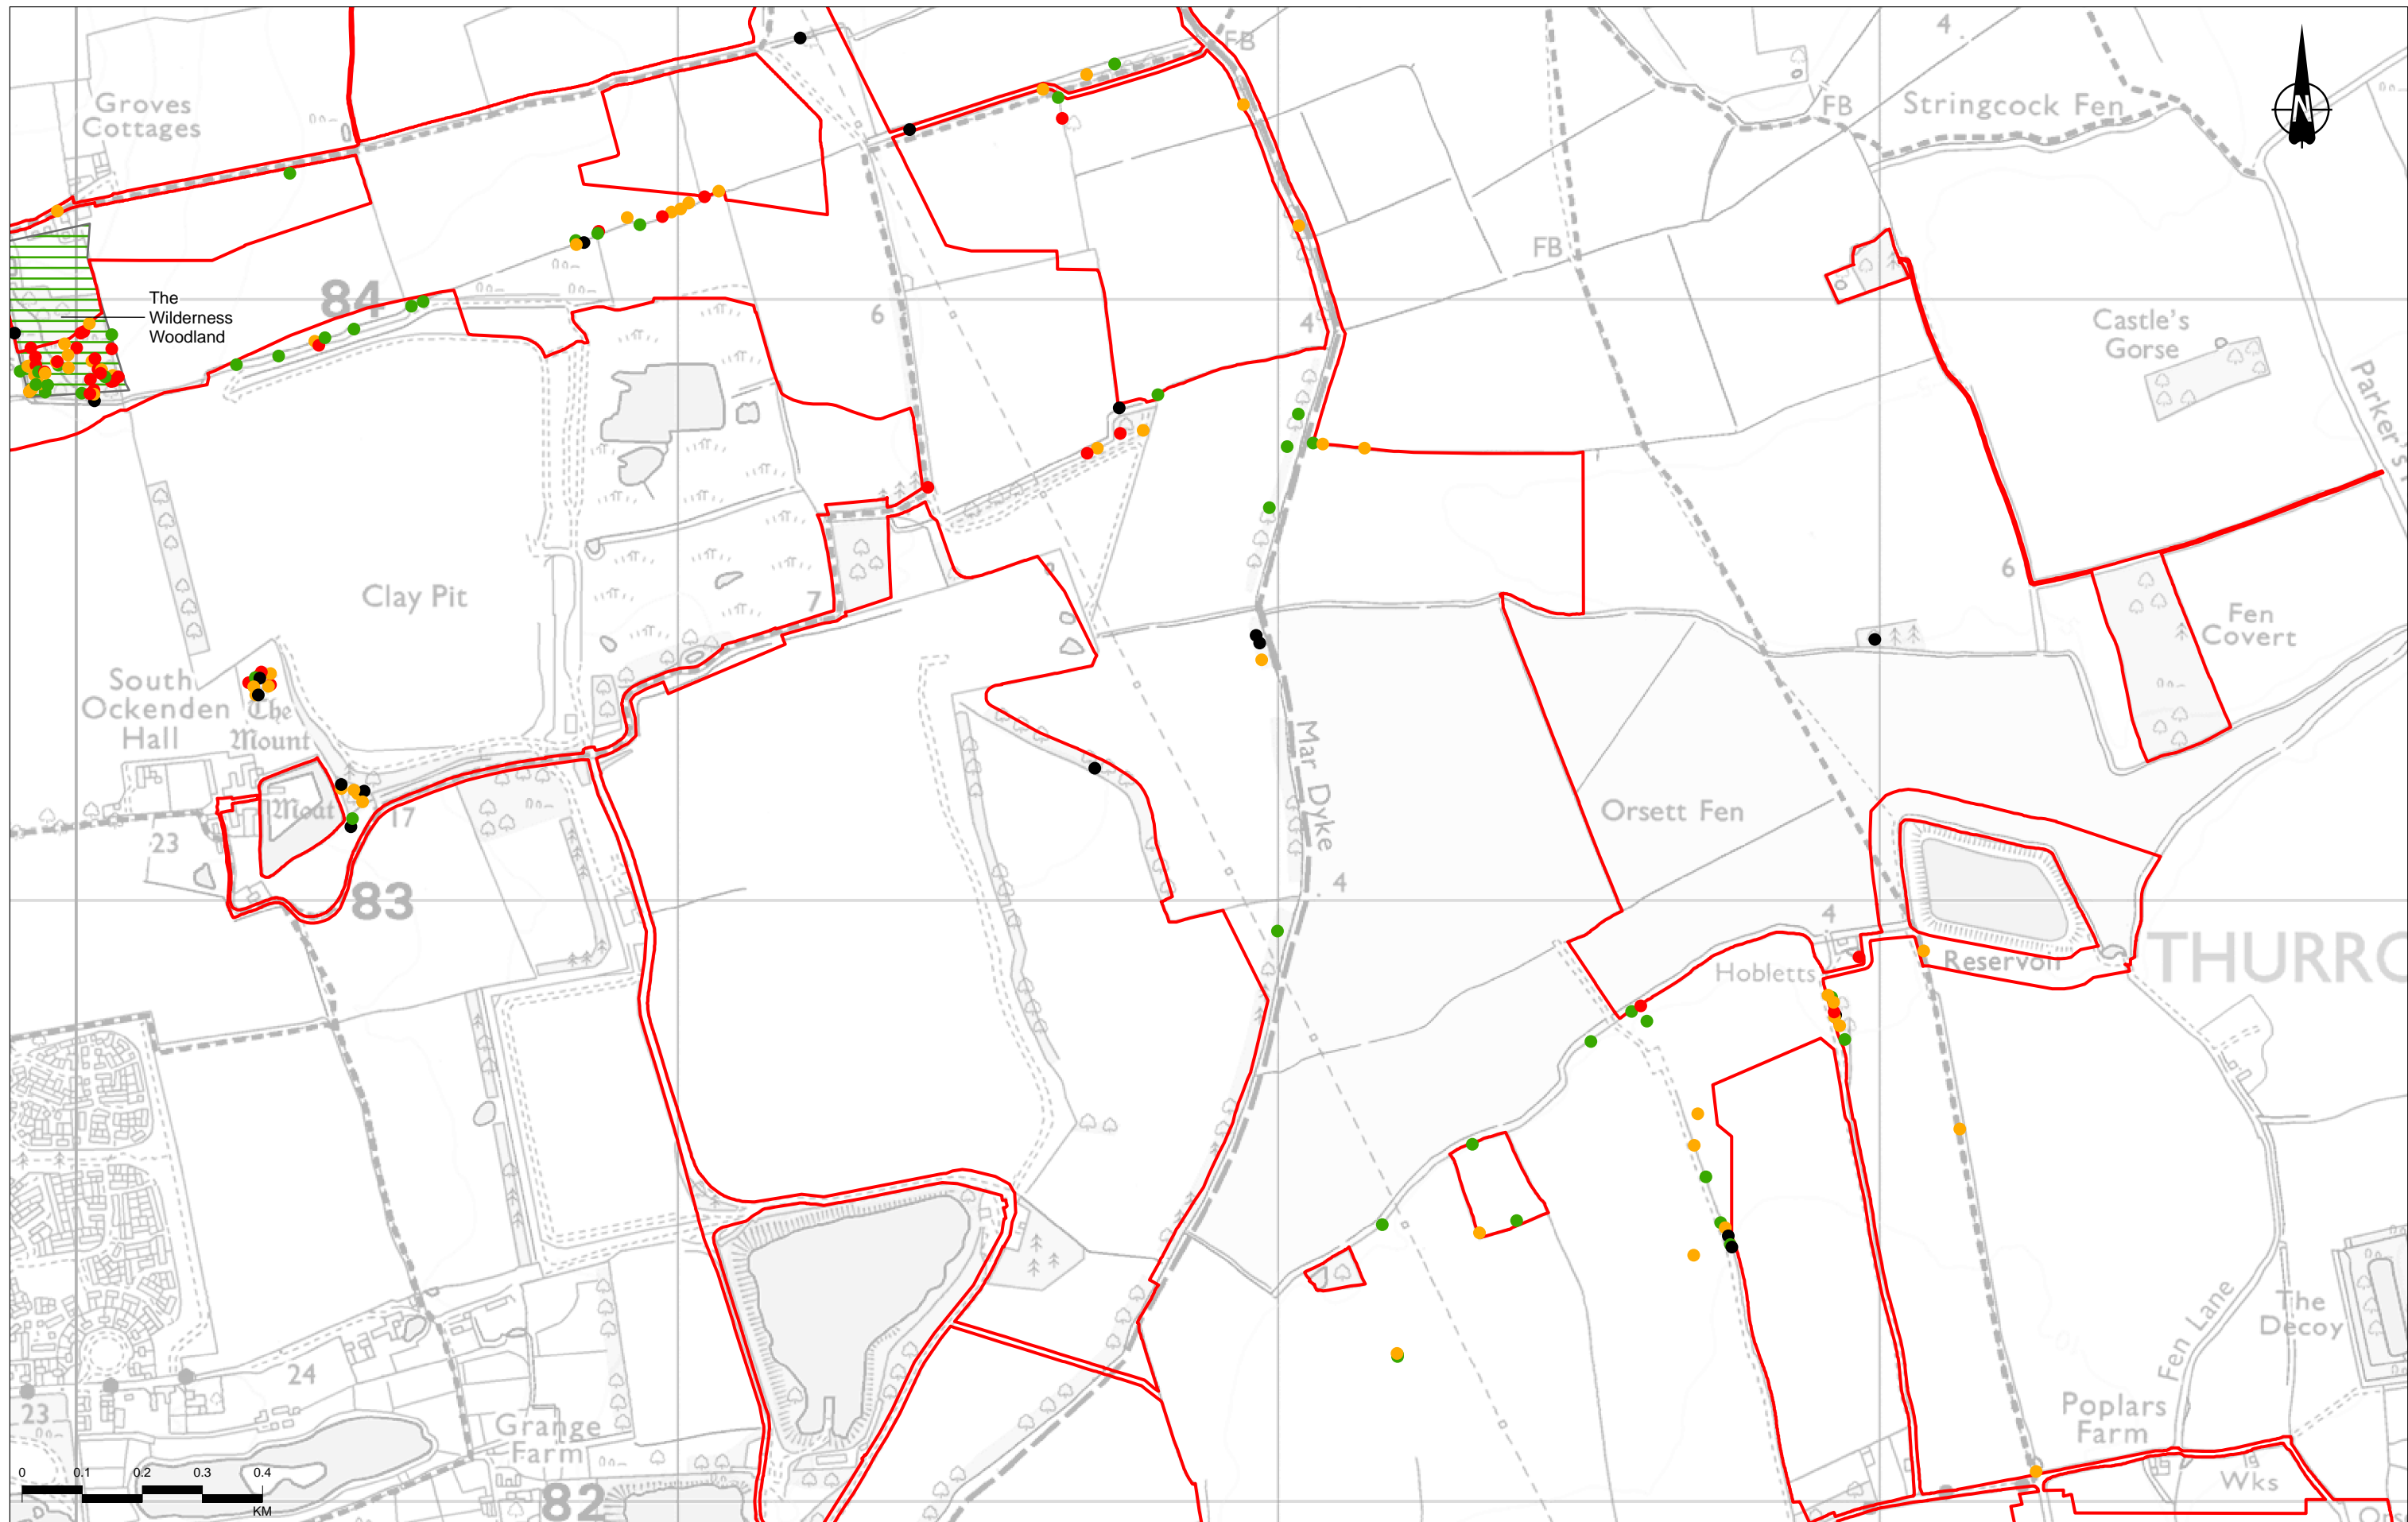 4
FB
N
Groves
Cottages
FB
Stringcock Fen
FB
The
Wilderness
Woodland
84
6
4
Castle's
Gorse
Parker's
Clay Pit
7
6
Fen
Covert
South
Ockenden
Hall
The
Mount
Mar Dyke
Moat
17
23
Orsett Fen
83
4
4
Hobletts
Reservoir
THURRO
24
23
Grange
Farm
The
Decoy
Fen Lane
Poplars
Farm
Wks
0 0.1 0.2 0.3 0.4
KM
82
Ors